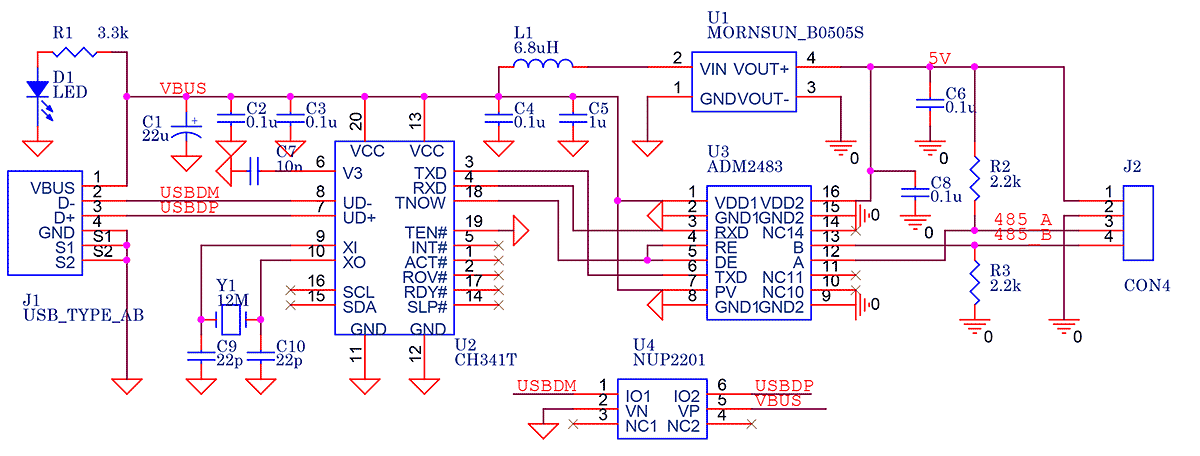 R1 3.3k
D1
LED
VBUS
C1
22u
+
C2
0.1u
C3
0.1u
L1
6.8uH
C4
0.1u
C5
1u
U1
MORNSUN_B0505S
2 VIN VOUT+ 4
1 GND VOUT- 3
0
5V
C6
0.1u
0
C7
10n
20 13
VCC VCC
6 V3 TXD 3
RXD 4
8 UD- TNOW 18
7 UD+
TEN# 19
9 XI INT# 5
10 XO ACT# 1
ROV# 2
16 SCL RDY# 17
15 SDA SLP# 14
GND GND
11 12
U2
CH341T
VBUS 1
D- 2 USBDM
D+ 3 USBDP
GND 4
S1 S1
S2 S2
J1
USB_TYPE_AB
Y1
12M
C9
22p
C10
22p
U3
ADM2483
1 VDD1 VDD2 16
2 GND1 GND2 15
3 RXD NC14 14
4 RE B 13
5 DE A 12
6 TXD NC11 11
7 PV NC10 10
8 GND1 GND2 9
0
0
C8
0.1u
0
R2
2.2k
485 A
485 B
R3
2.2k
0
J2
1
2
3
4
CON4
0
U4
NUP2201
USBDM 1 IO1 IO2 6 USBDP
2 VN VP 5 VBUS
3 NC1 NC2 4